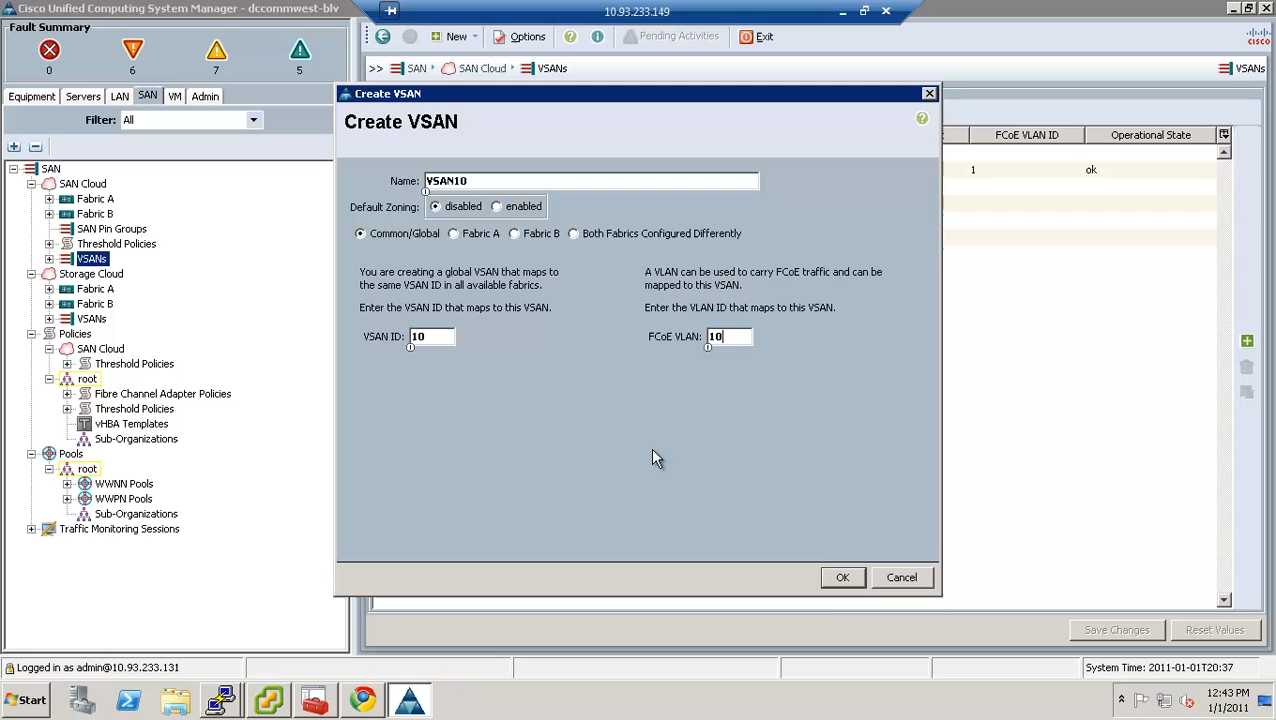 Cisco Unified Computing System Manager - dccommwest-blv
10.93.233.149
Fault Summary
0 6 7 5
New Options Pending Activities Exit
CISCO
>> SAN SAN Cloud VSANs VSANs
Equipment Servers LAN SAN VM Admin
Filter: All
SAN
SAN Cloud
Fabric A
Fabric B
SAN Pin Groups
Threshold Policies
VSANs
Storage Cloud
Fabric A
Fabric B
VSANs
Policies
SAN Cloud
Threshold Policies
root
Fibre Channel Adapter Policies
Threshold Policies
vHBA Templates
Sub-Organizations
Pools
root
WWNN Pools
WWPN Pools
Sub-Organizations
Traffic Monitoring Sessions
Create VSAN
Create VSAN
Name: VSAN10
Default Zoning: disabled enabled
Common/Global Fabric A Fabric B Both Fabrics Configured Differently
You are creating a global VSAN that maps to
the same VSAN ID in all available fabrics.
Enter the VSAN ID that maps to this VSAN.
VSAN ID: 10
A VLAN can be used to carry FCoE traffic and can be
mapped to this VSAN.
Enter the VLAN ID that maps to this VSAN.
FCoE VLAN: 10
OK Cancel
FCoE VLAN ID Operational State
1 ok
Save Changes Reset Values
Logged in as admin@10.93.233.131
System Time: 2011-01-01T20:37
Start
12:43 PM
1/1/2011